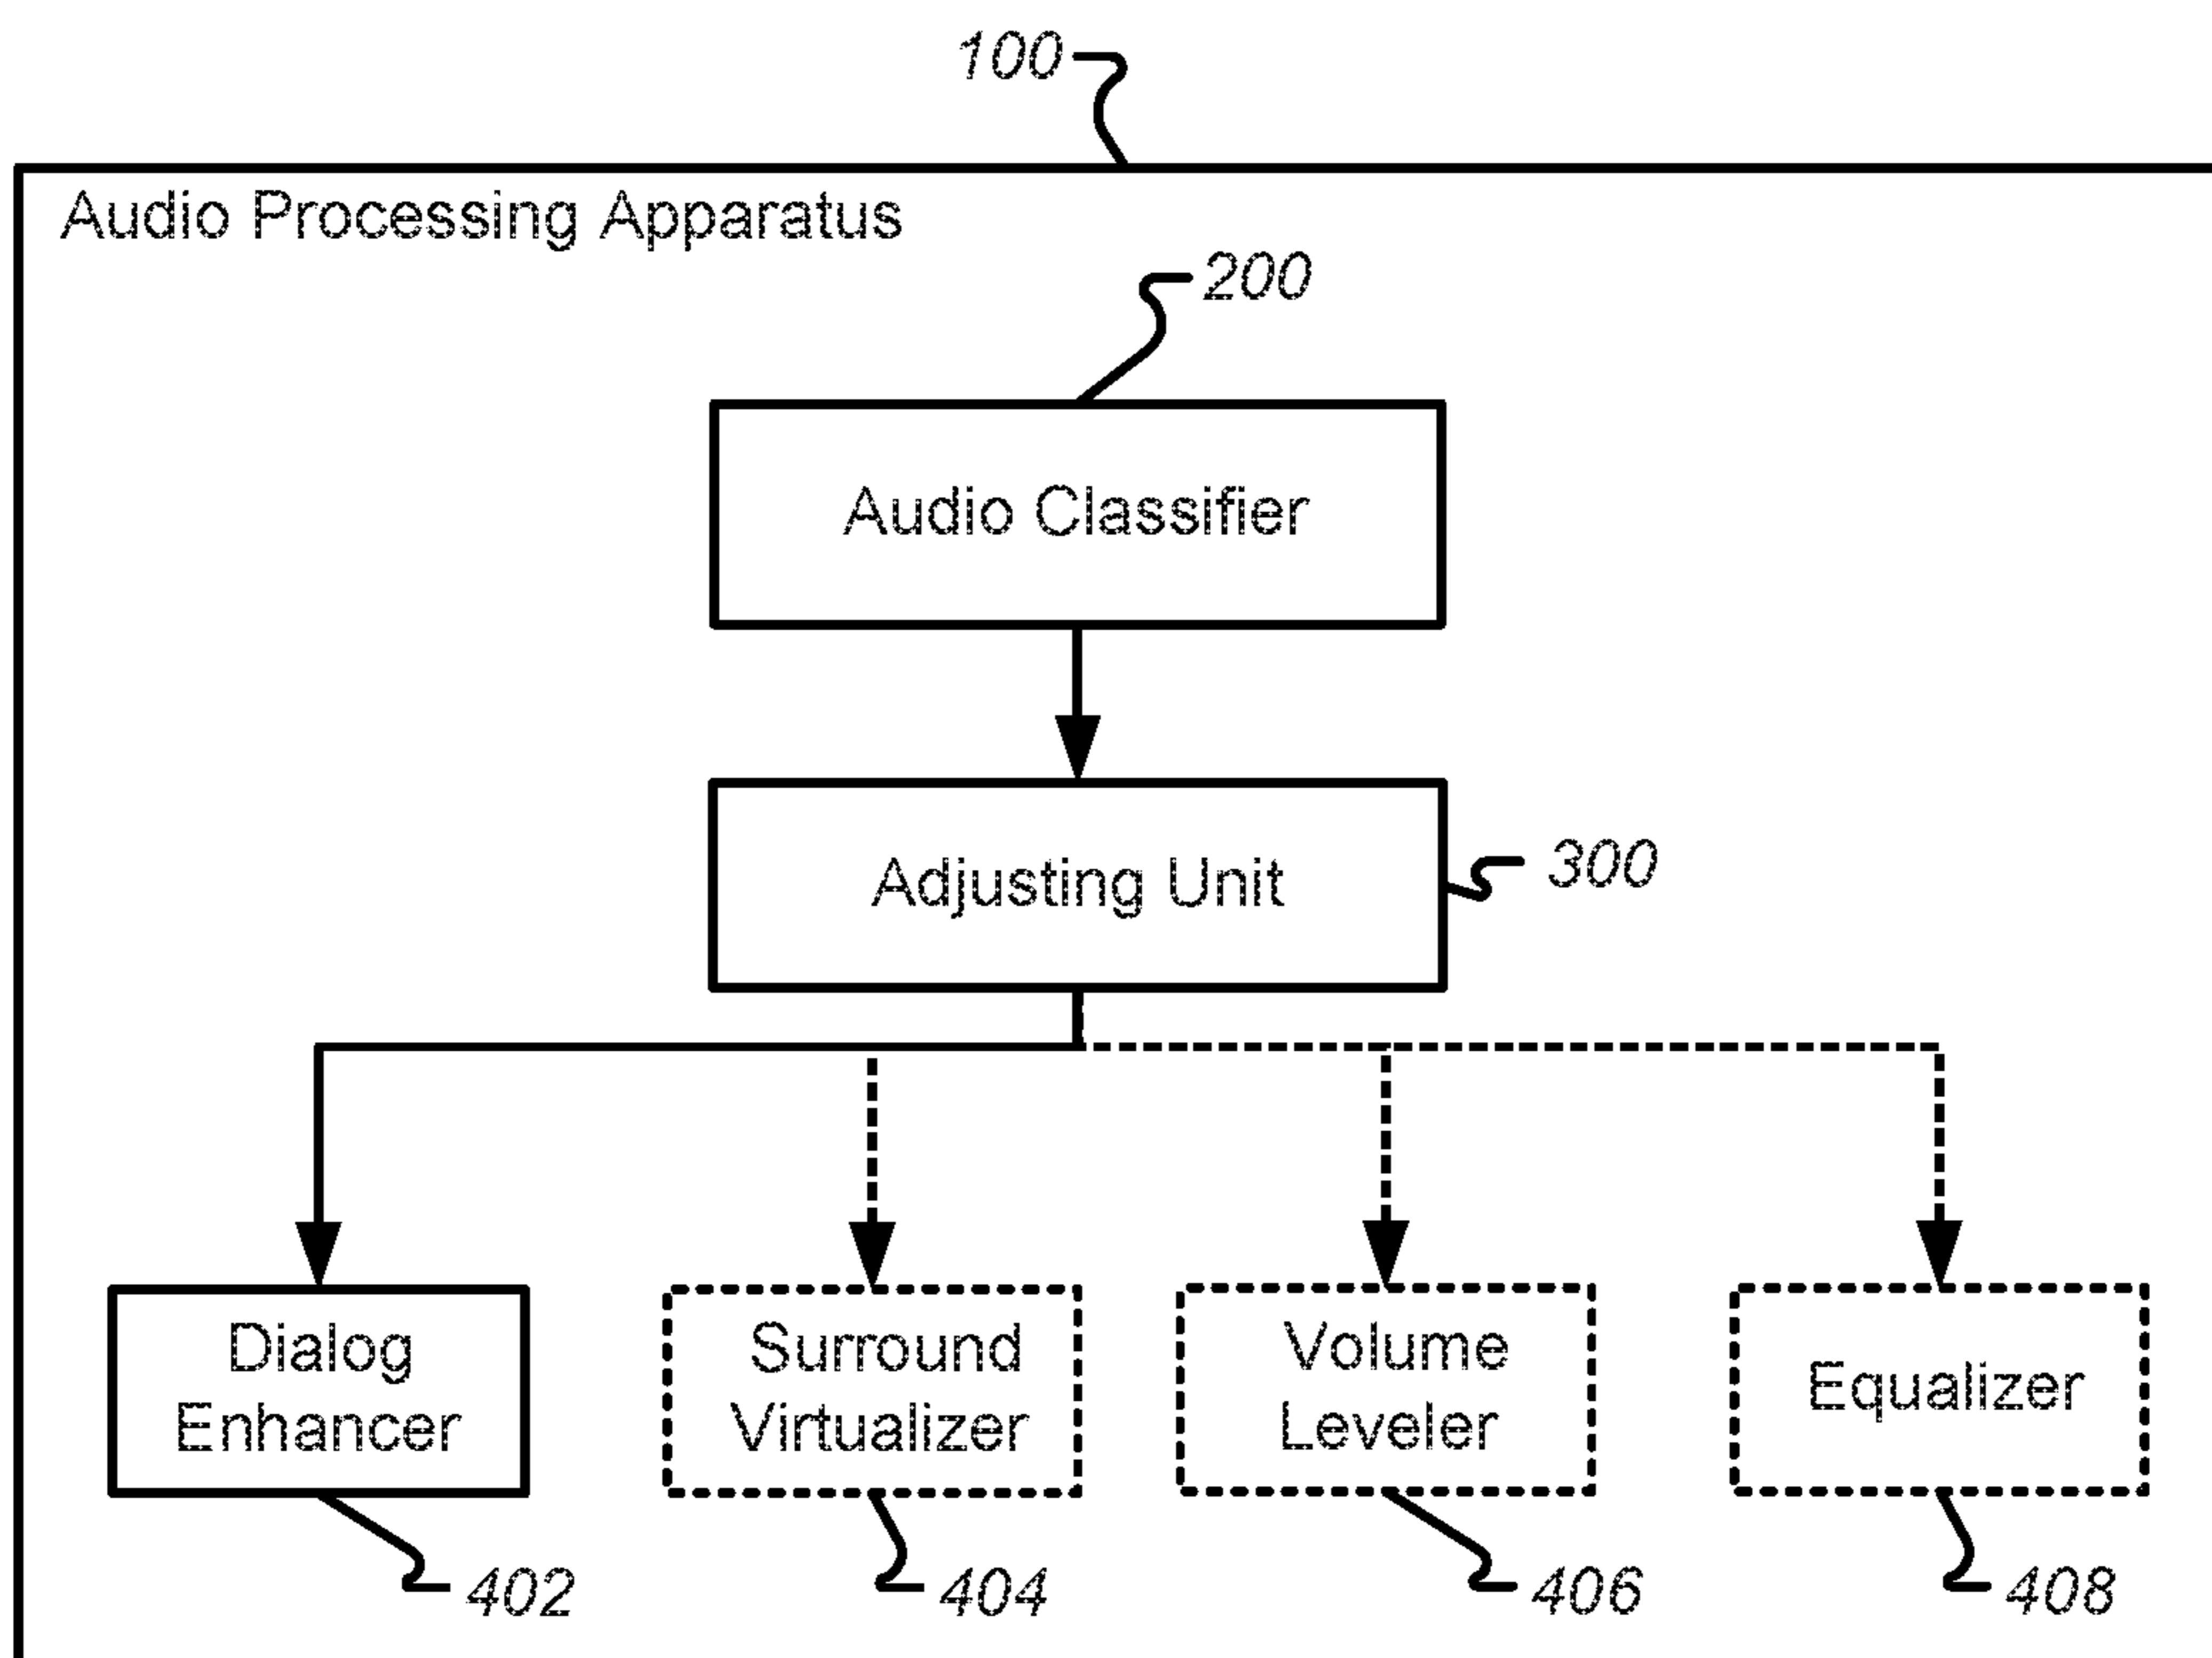 100
Audio Processing Apparatus
200
Audio Classifier
Adjusting Unit
300
Dialog
Enhancer
Surround
Virtualizer
Volume
Leveler
Equalizer
402
404
406
408